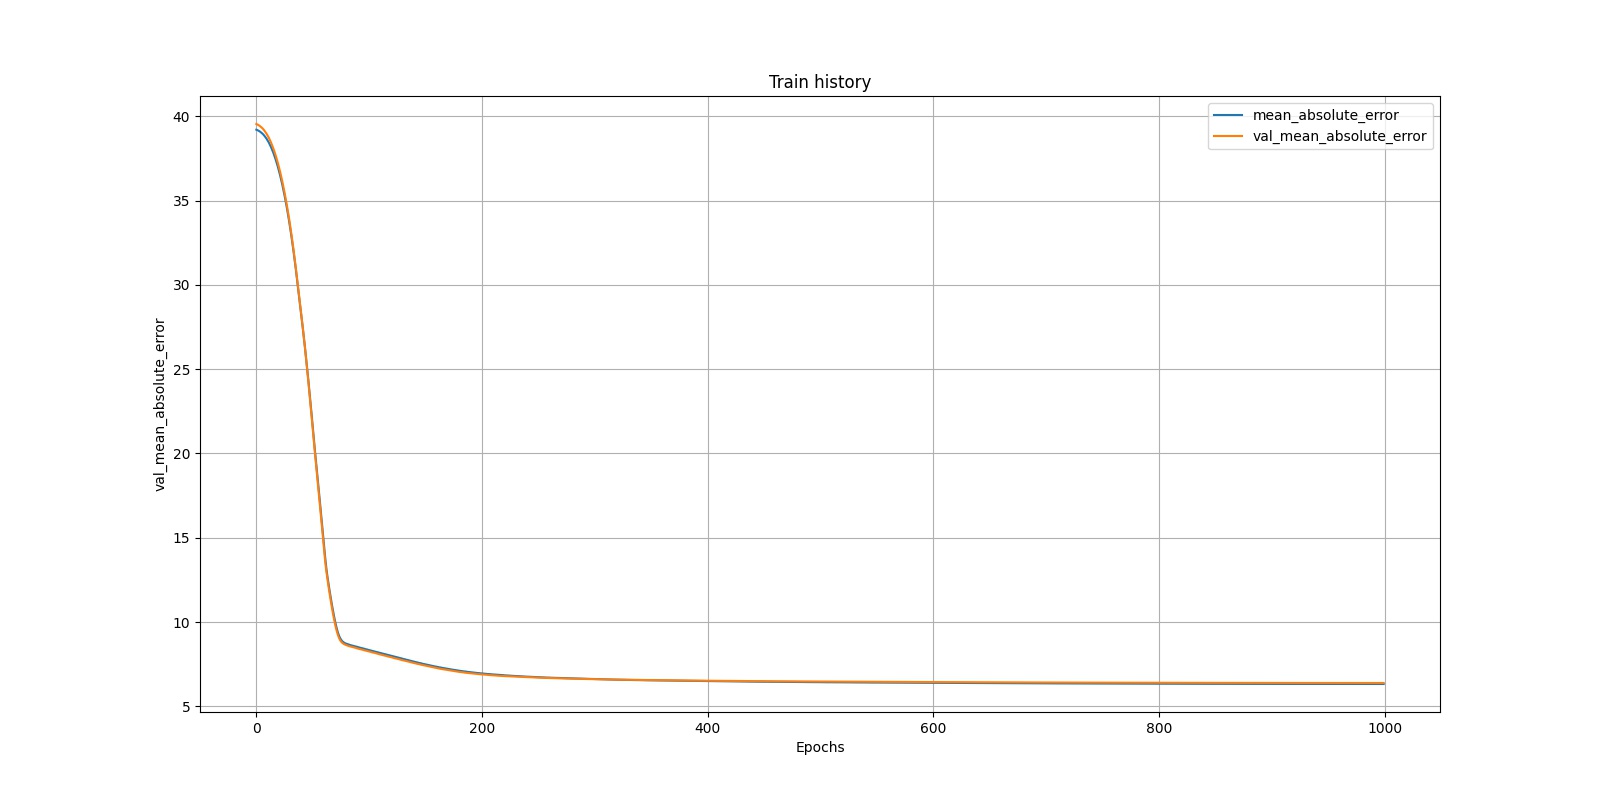 Train history
mean_absolute_error
val_mean_absolute_error
40
35
30
25
20
15
10
5
val_mean_absolute_error
0 200 400 600 800 1000
Epochs